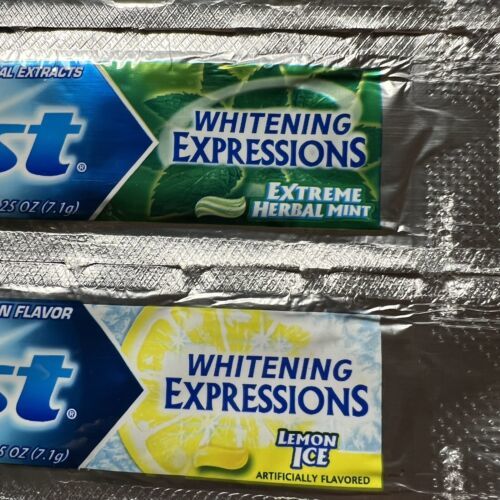 AL EXTRACTS
st®
WHITENING
EXPRESSIONS
EXTREME
HERBAL MINT
25 OZ (7.1g)
N FLAVOR
st®
WHITENING
EXPRESSIONS
LEMON
ICE
ARTIFICIALLY FLAVORED
5 OZ (7.1g)